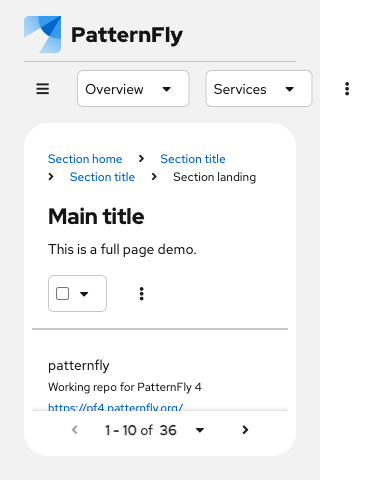 PatternFly
Overview Services
Section home Section title
Section title Section landing
Main title
This is a full page demo.
patternfly
Working repo for PatternFly 4
https://pf4.patternfly.org/
1 - 10 of 36